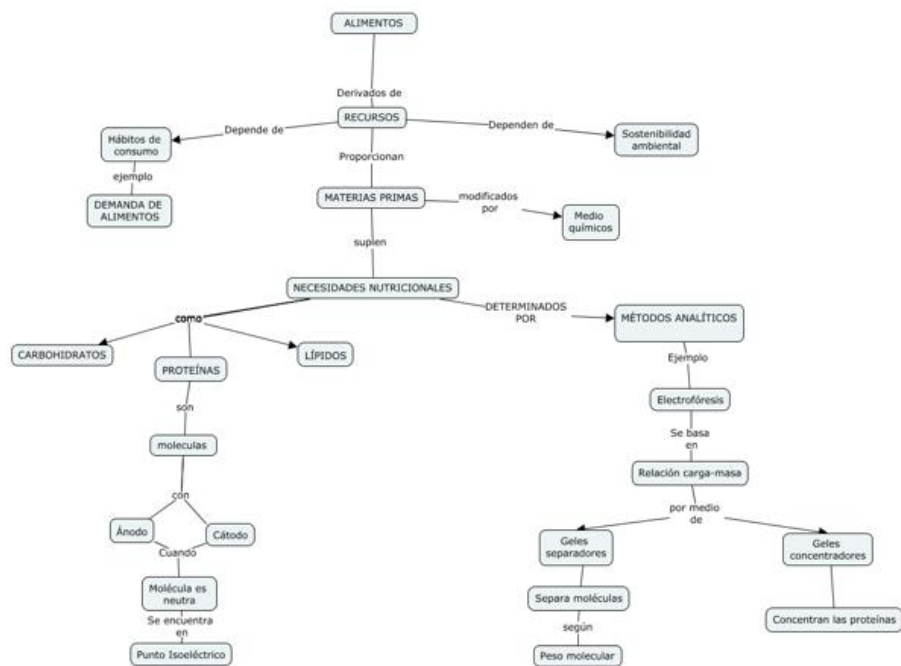 ALIMENTOS
Derivados de
RECURSOS
Depende de
Dependen de
Hábitos de
consumo
Sostenibilidad
ambiental
ejemplo
Proporcionan
DEMANDA DE
ALIMENTOS
MATERIAS PRIMAS
modificados
por
Medio
químicos
suplen
NECESIDADES NUTRICIONALES
como
DETERMINADOS
POR
MÉTODOS ANALÍTICOS
CARBOHIDRATOS
PROTEÍNAS
LÍPIDOS
Ejemplo
son
Electrofóresis
moleculas
Se basa
en
Relación carga-masa
con
Ánodo
Cátodo
Cuando
por medio
de
Geles
separadores
Geles
concentradores
Molécula es
neutra
Separa moléculas
Concentran las proteínas
Se encuentra
en
según
Punto Isoeléctrico
Peso molecular